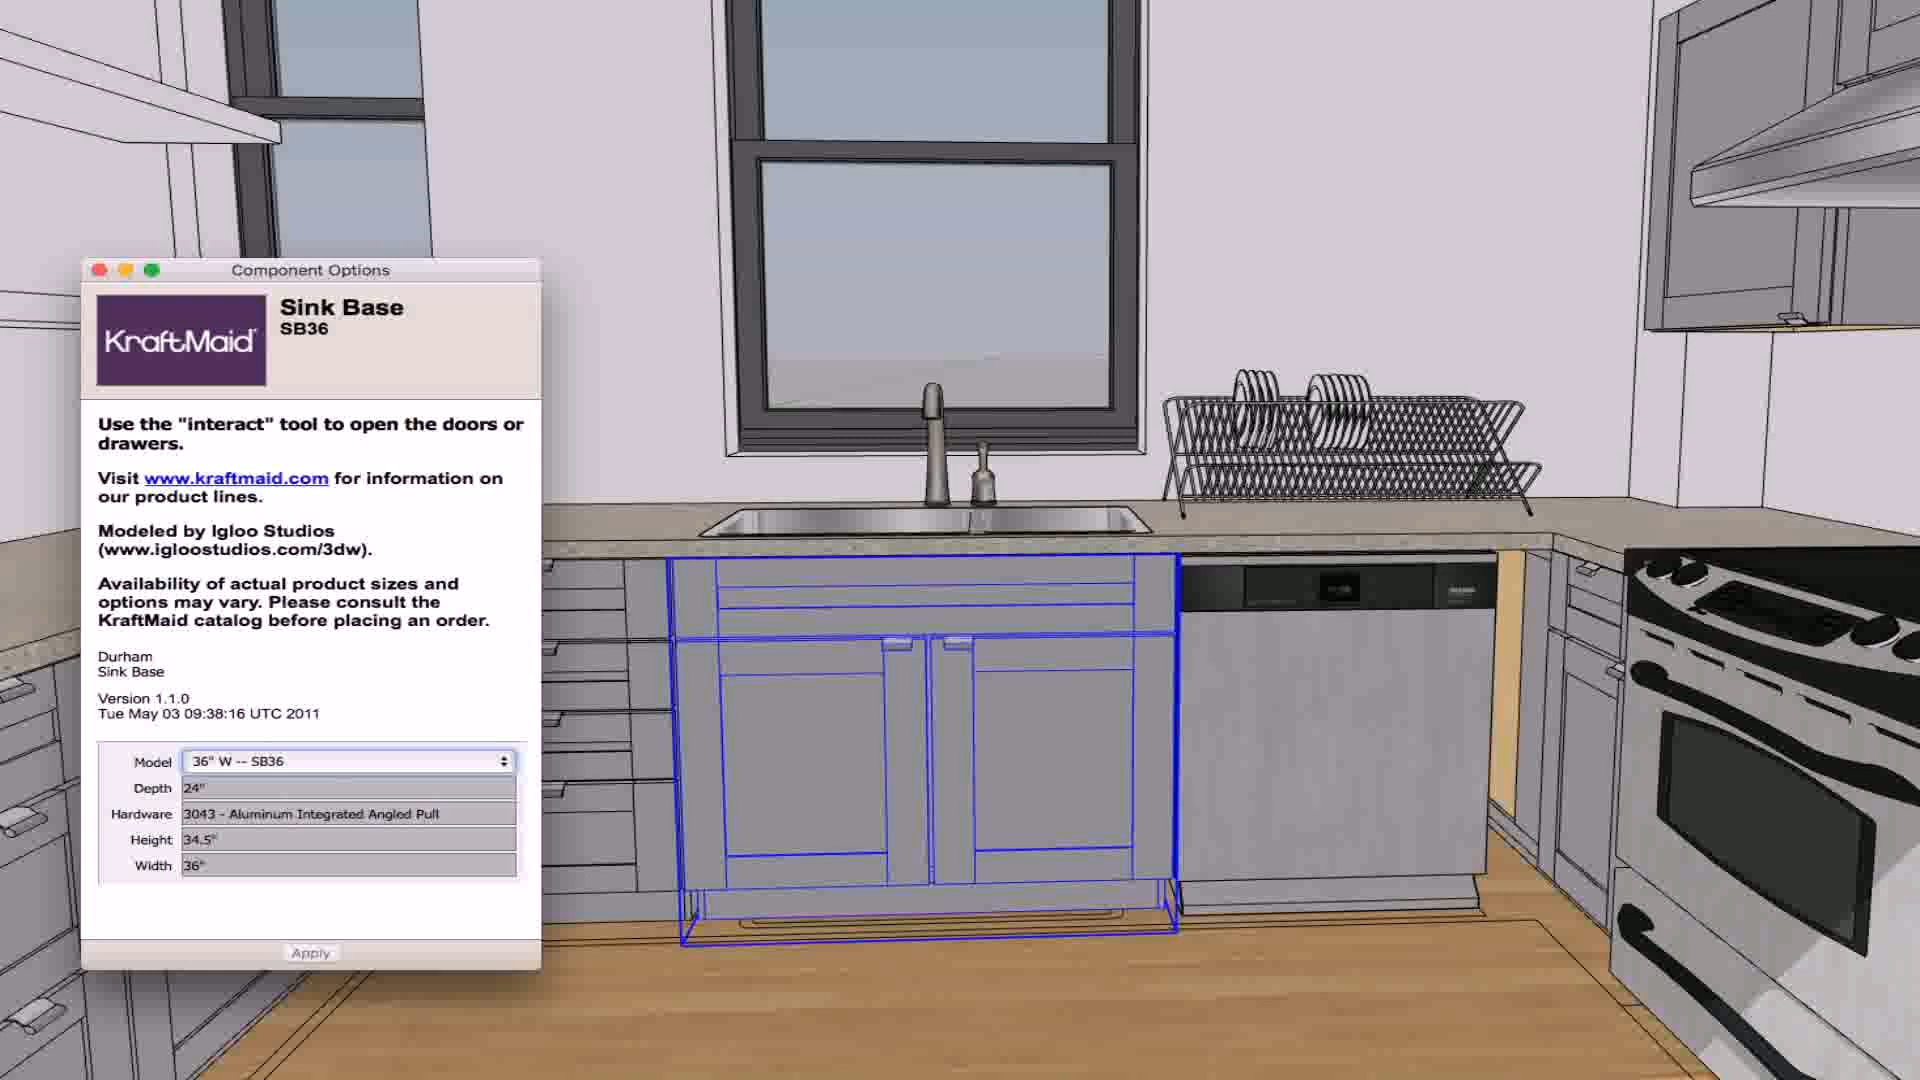 Component Options
KraftMaid
Sink Base
SB36
Use the "interact" tool to open the doors or
drawers.
Visit www.kraftmaid.com for information on
our product lines.
Modeled by Igloo Studios
(www.igloostudios.com/3dw).
Availability of actual product sizes and
options may vary. Please consult the
KraftMaid catalog before placing an order.
Durham
Sink Base
Version 1.1.0
Tue May 03 09:38:16 UTC 2011
Model 36" W -- SB36
Depth 24"
Hardware 3043 - Aluminum Integrated Angled Pull
Height 34.5"
Width 36"
Apply